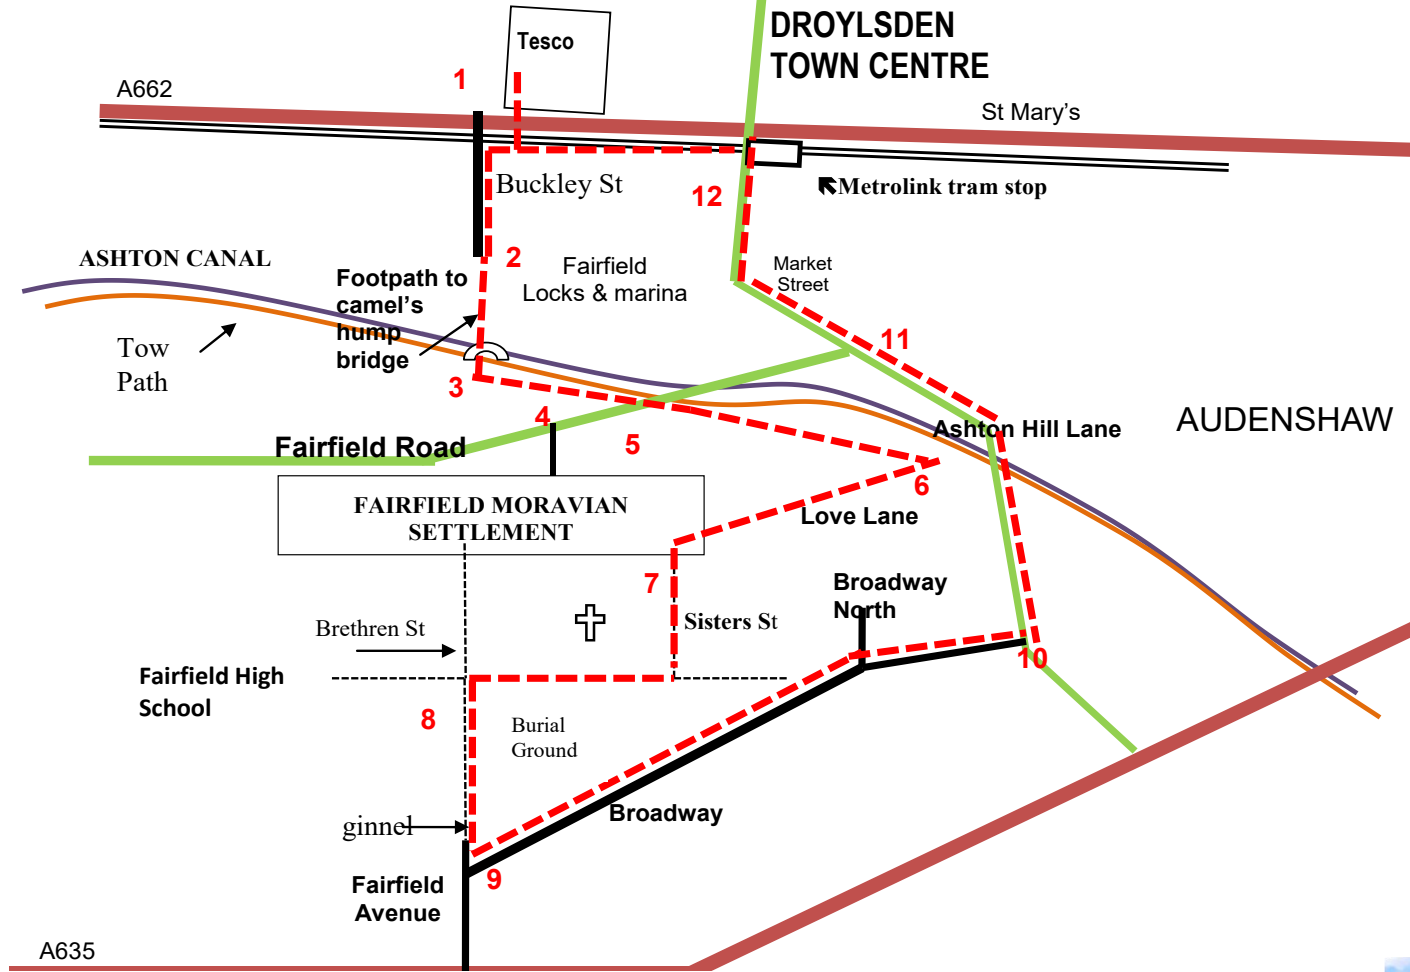 DROYLSDEN
TOWN CENTRE
Tesco
1
A662
St Mary's
Buckley St
12
Metrolink tram stop
ASHTON CANAL
2
Footpath to
camel's
hump
bridge
Fairfield
Locks & marina
Market
Street
Tow
Path
11
3
4
5
Fairfield Road
Ashton Hill Lane
AUDENSHAW
6
FAIRFIELD MORAVIAN
SETTLEMENT
Love Lane
7
Broadway
North
Brethren St
Sisters St
10
Fairfield High
School
8
Burial
Ground
ginnel
Broadway
9
Fairfield
Avenue
A635